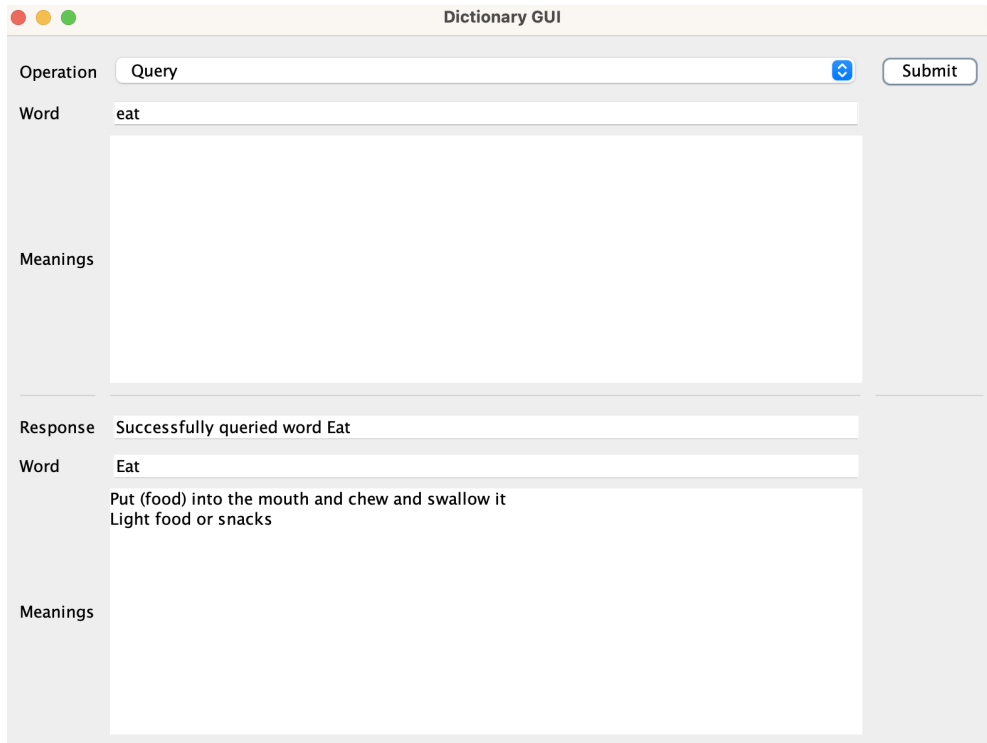 Dictionary GUI
Operation Query Submit
Word eat
Meanings
Response Successfully queried word Eat
Word Eat
Put (food) into the mouth and chew and swallow it
Light food or snacks
Meanings